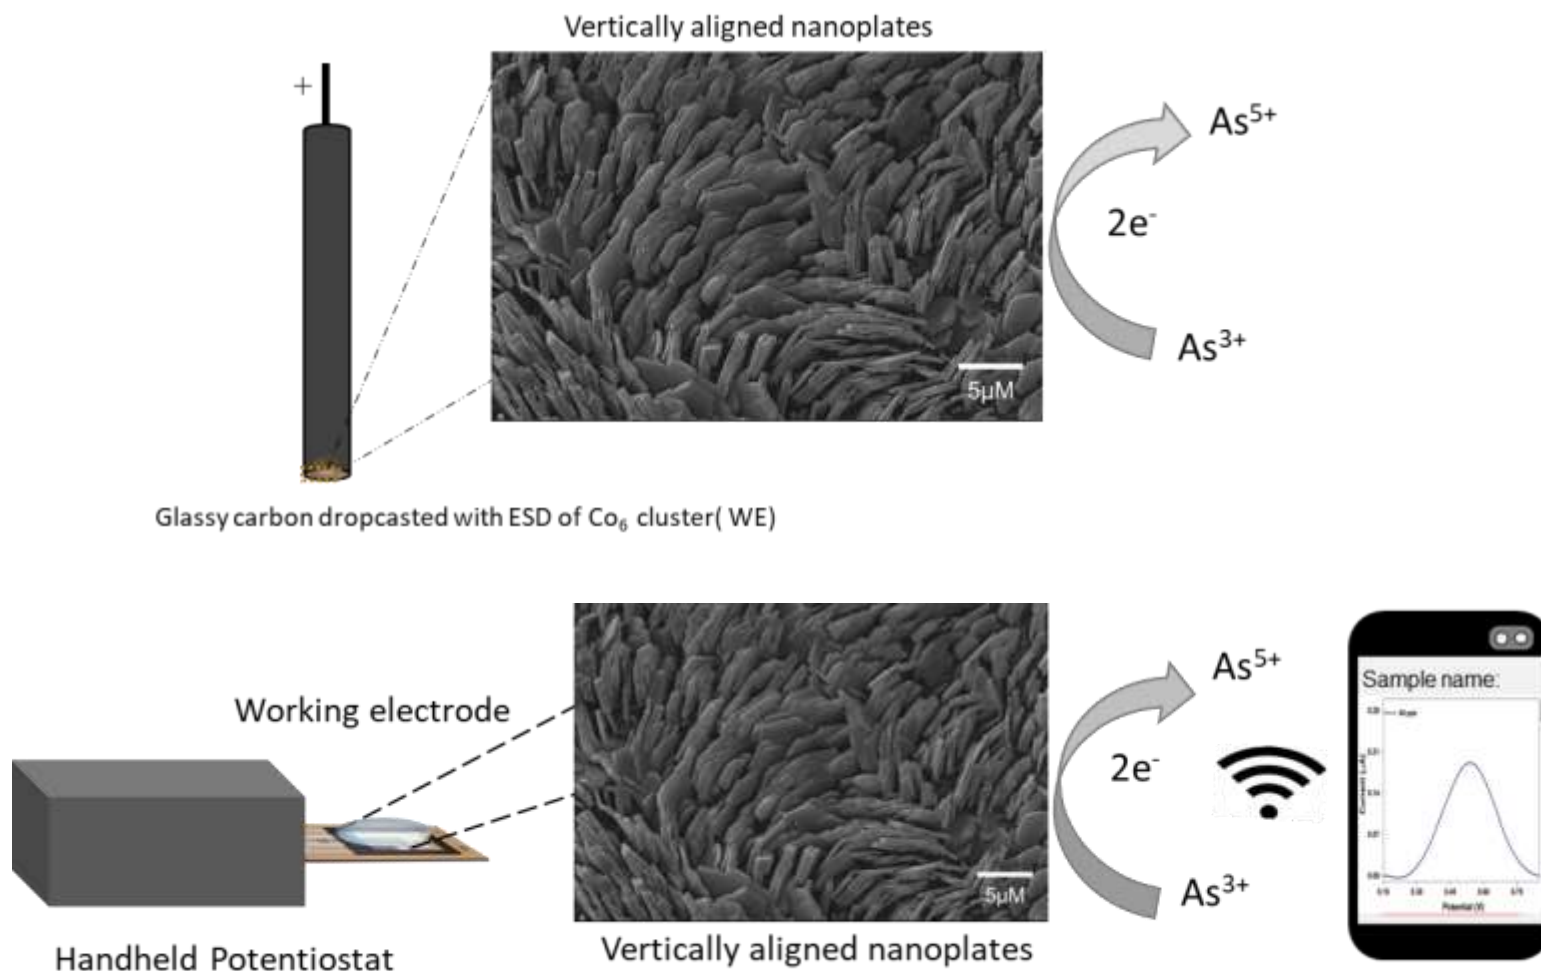 Vertically aligned nanoplates
+
As⁵⁺
2e⁻
As³⁺
5µM
Glassy carbon dropcasted with ESD of Co₆ cluster( WE)
Working electrode
As⁵⁺
2e⁻
As³⁺
5µM
Sample name:
Potential (V)
Handheld Potentiostat
Vertically aligned nanoplates